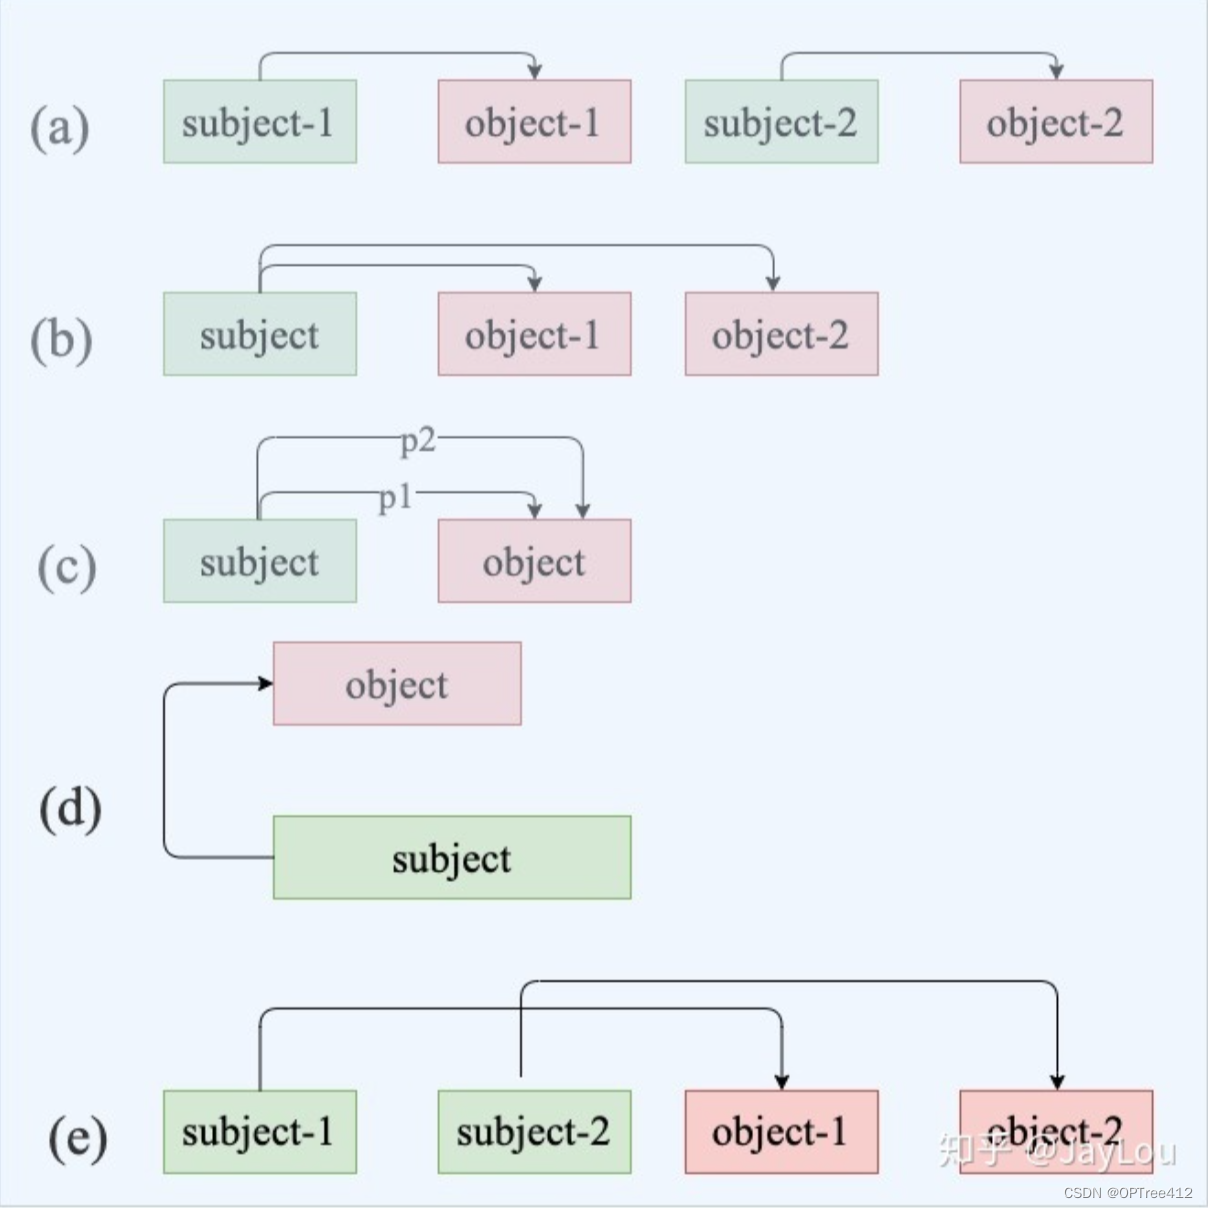 (a) subject-1 object-1 subject-2 object-2
(b) subject object-1 object-2
p2
p1
(c) subject object
object
(d)
subject
(e) subject-1 subject-2 object-1 object-2
知乎 @JayLou
CSDN @OPTree412